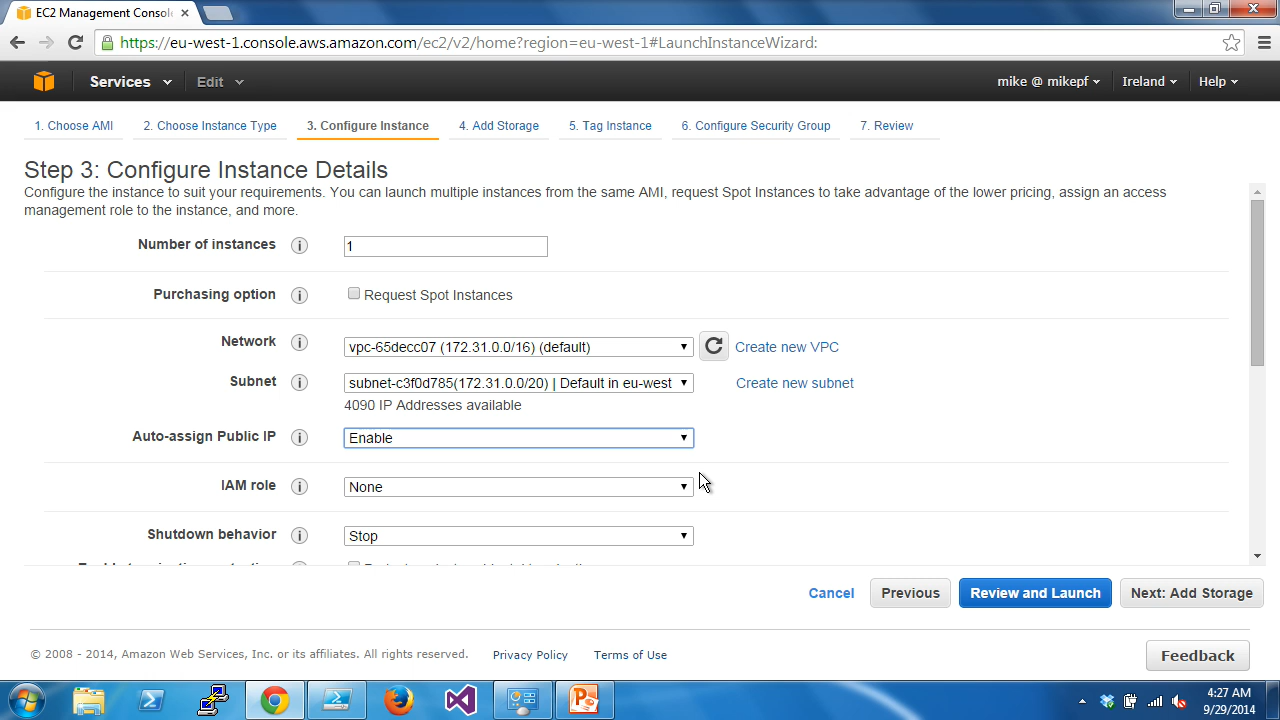 EC2 Management Consol
https://eu-west-1.console.aws.amazon.com/ec2/v2/home?region=eu-west-1#LaunchInstanceWizard:
Services Edit mike @ mikepf Ireland Help
1. Choose AMI 2. Choose Instance Type 3. Configure Instance 4. Add Storage 5. Tag Instance 6. Configure Security Group 7. Review
Step 3: Configure Instance Details
Configure the instance to suit your requirements. You can launch multiple instances from the same AMI, request Spot Instances to take advantage of the lower pricing, assign an access
management role to the instance, and more.
Number of instances 1
Purchasing option Request Spot Instances
Network vpc-65decc07 (172.31.0.0/16) (default) Create new VPC
Subnet subnet-c3f0d785(172.31.0.0/20) | Default in eu-west Create new subnet
4090 IP Addresses available
Auto-assign Public IP Enable
IAM role None
Shutdown behavior Stop
Cancel Previous Review and Launch Next: Add Storage
© 2008 - 2014, Amazon Web Services, Inc. or its affiliates. All rights reserved. Privacy Policy Terms of Use
Feedback
4:27 AM
9/29/2014